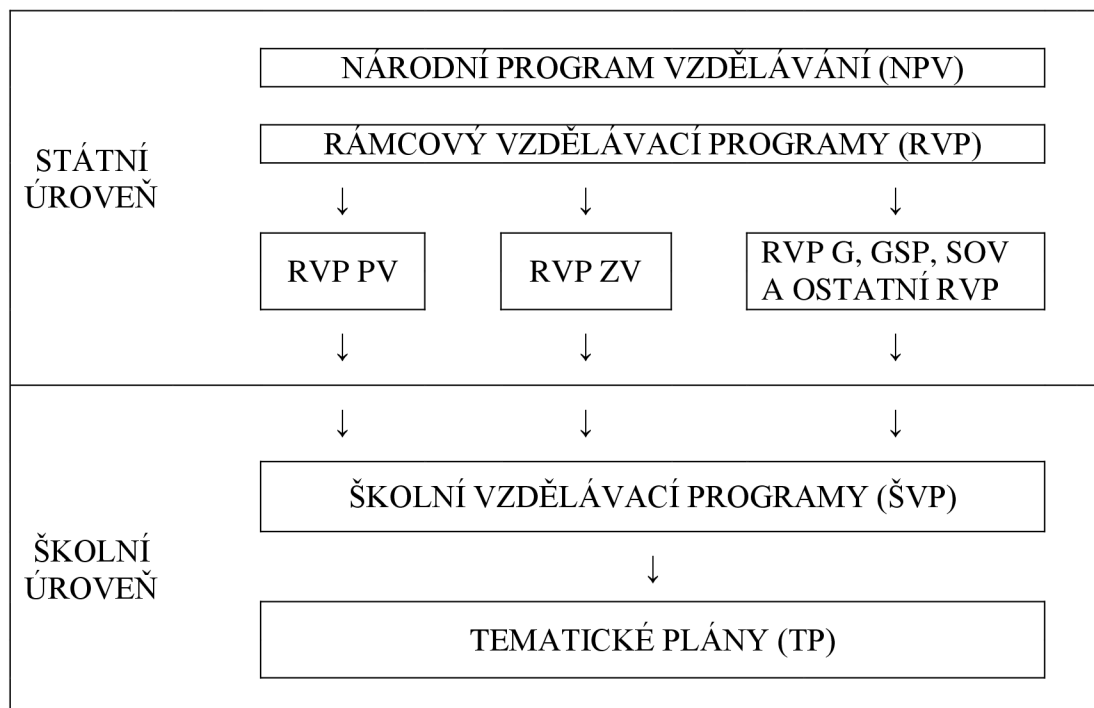 NÁRODNÍ PROGRAM VZDĚLÁVÁNÍ (NPV)
RÁMCOVÝ VZDĚLÁVACÍ PROGRAMY (RVP)
STÁTNÍ
ÚROVEŇ
↓ ↓ ↓
RVP PV
RVP ZV
RVP G, GSP, SOV
A OSTATNÍ RVP
↓ ↓ ↓
↓ ↓ ↓
ŠKOLNÍ VZDĚLÁVACÍ PROGRAMY (ŠVP)
ŠKOLNÍ
ÚROVEŇ
↓
TEMATICKÉ PLÁNY (TP)